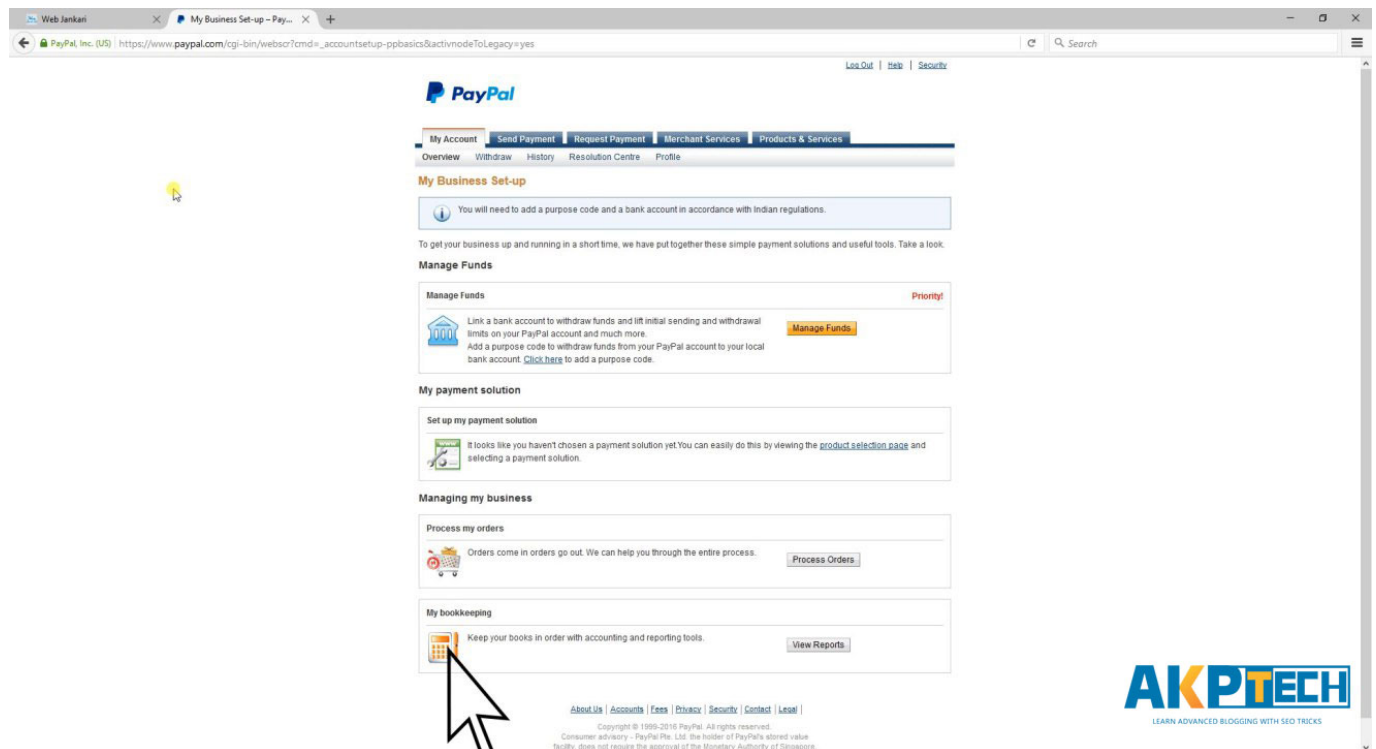 Web Jankari
My Business Set-up – Pay...
PayPal, Inc. (US)
https://www.paypal.com/cgi-bin/webscr?cmd=_accountsetup-ppbasics&activnodeToLegacy=yes
Search
Log Out | Help | Security
PayPal
My Account Send Payment Request Payment Merchant Services Products & Services
Overview Withdraw History Resolution Centre Profile
My Business Set-up
You will need to add a purpose code and a bank account in accordance with Indian regulations.
To get your business up and running in a short time, we have put together these simple payment solutions and useful tools. Take a look.
Manage Funds
Manage Funds Priority!
Link a bank account to withdraw funds and lift initial sending and withdrawal
limits on your PayPal account and much more.
Add a purpose code to withdraw funds from your PayPal account to your local
bank account. Click here to add a purpose code.
Manage Funds
My payment solution
Set up my payment solution
It looks like you haven't chosen a payment solution yet.You can easily do this by viewing the product selection page and
selecting a payment solution.
Managing my business
Process my orders
Orders come in orders go out. We can help you through the entire process.
Process Orders
My bookkeeping
Keep your books in order with accounting and reporting tools.
View Reports
About Us | Accounts | Fees | Privacy | Security | Contact | Legal |
Copyright © 1999-2016 PayPal. All rights reserved.
Consumer advisory - PayPal Pte. Ltd. the holder of PayPal's stored value
facility, does not require the approval of the Monetary Authority of Singapore.
AKPTECH
LEARN ADVANCED BLOGGING WITH SEO TRICKS